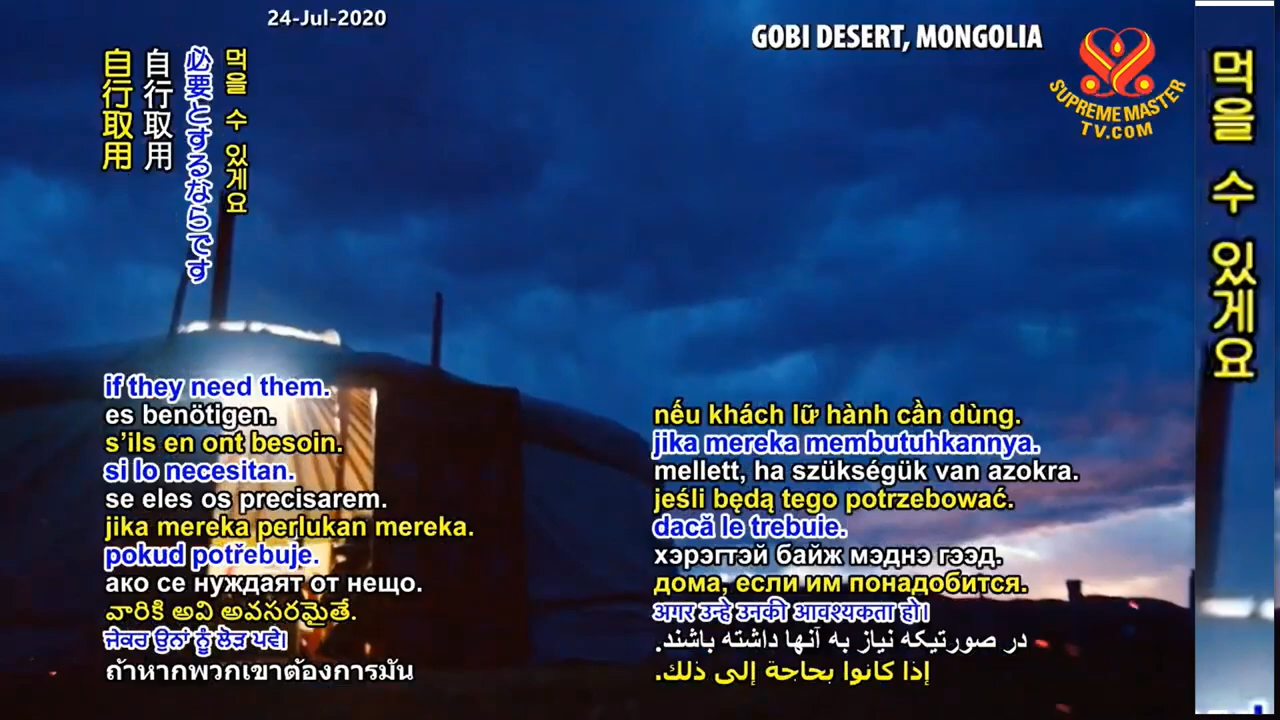 24-Jul-2020
GOBI DESERT, MONGOLIA
SUPREME MASTER
TV.COM
먹을 수 있게요
必要とするならです
自行取用
自行取用
if they need them.
es benötigen.
s’ils en ont besoin.
si lo necesitan.
se eles os precisarem.
jika mereka perlukan mereka.
pokud potřebuje.
ако се нуждаят от нещо.
వారికి అవి అవసరమైతే.
ਜੇਕਰ ਉਨਾਂ ਨੂੰ ਲੋੜ ਪਵੇ।
ถ้าหากพวกเขาต้องการมัน
nếu khách lữ hành cần dùng.
jika mereka membutuhkannya.
mellett, ha szükségük van azokra.
jeśli będą tego potrzebować.
dacă le trebuie.
хэрэгтэй байж мэднэ гээд.
дома, если им понадобится.
अगर उन्हे उनकी आवश्यकता हो।
در صورتیکه نیاز به آنها داشته باشند.
إذا كانوا بحاجة إلى ذلك.
먹을 수 있게요